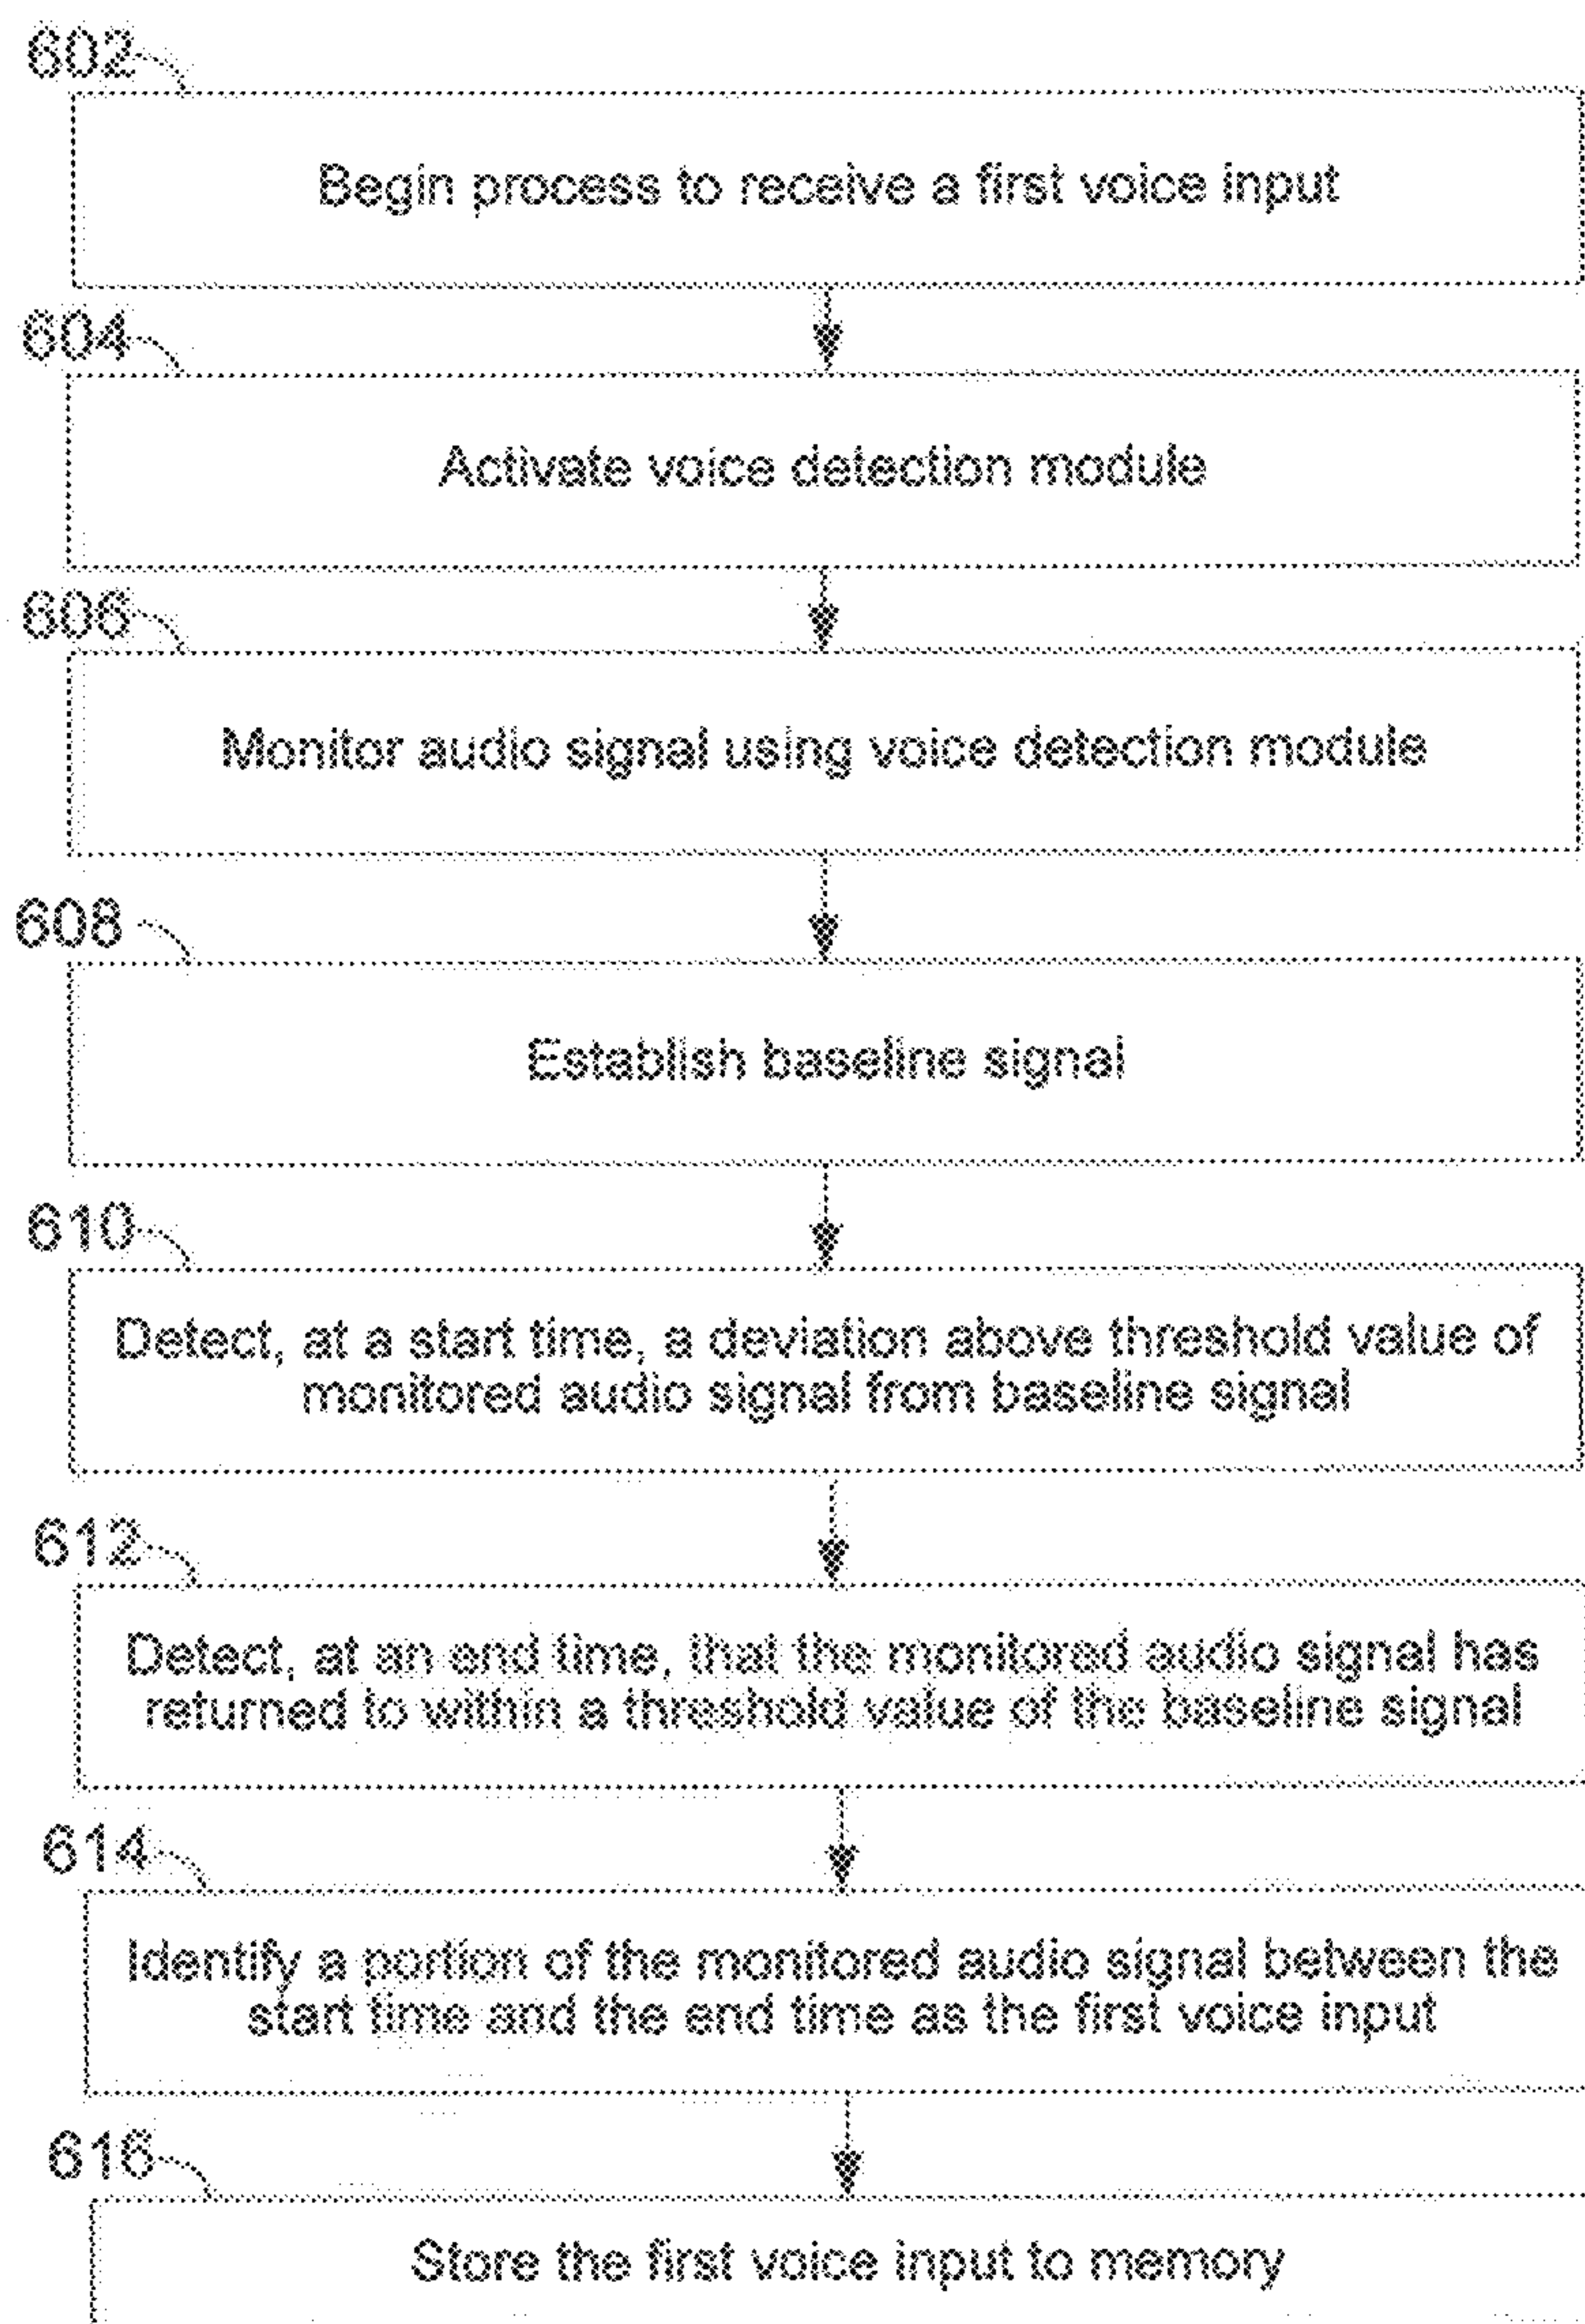 602
Begin process to receive a first voice input
604
Activate voice detection module
606
Monitor audio signal using voice detection module
608
Establish baseline signal
610
Detect, at a start time, a deviation above threshold value of
monitored audio signal from baseline signal
612
Detect, at an end time, that the monitored audio signal has
returned to within a threshold value of the baseline signal
614
Identify a portion of the monitored audio signal between the
start time and the end time as the first voice input
616
Store the first voice input to memory